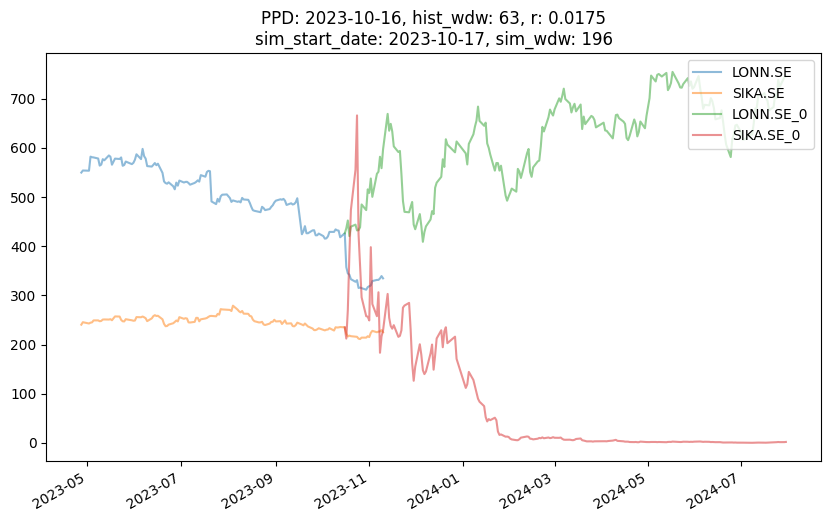 PPD: 2023-10-16, hist_wdw: 63, r: 0.0175
sim_start_date: 2023-10-17, sim_wdw: 196
LONN.SE
SIKA.SE
LONN.SE_0
SIKA.SE_0
700
600
500
400
300
200
100
0
2023-05
2023-07
2023-09
2023-11
2024-01
2024-03
2024-05
2024-07